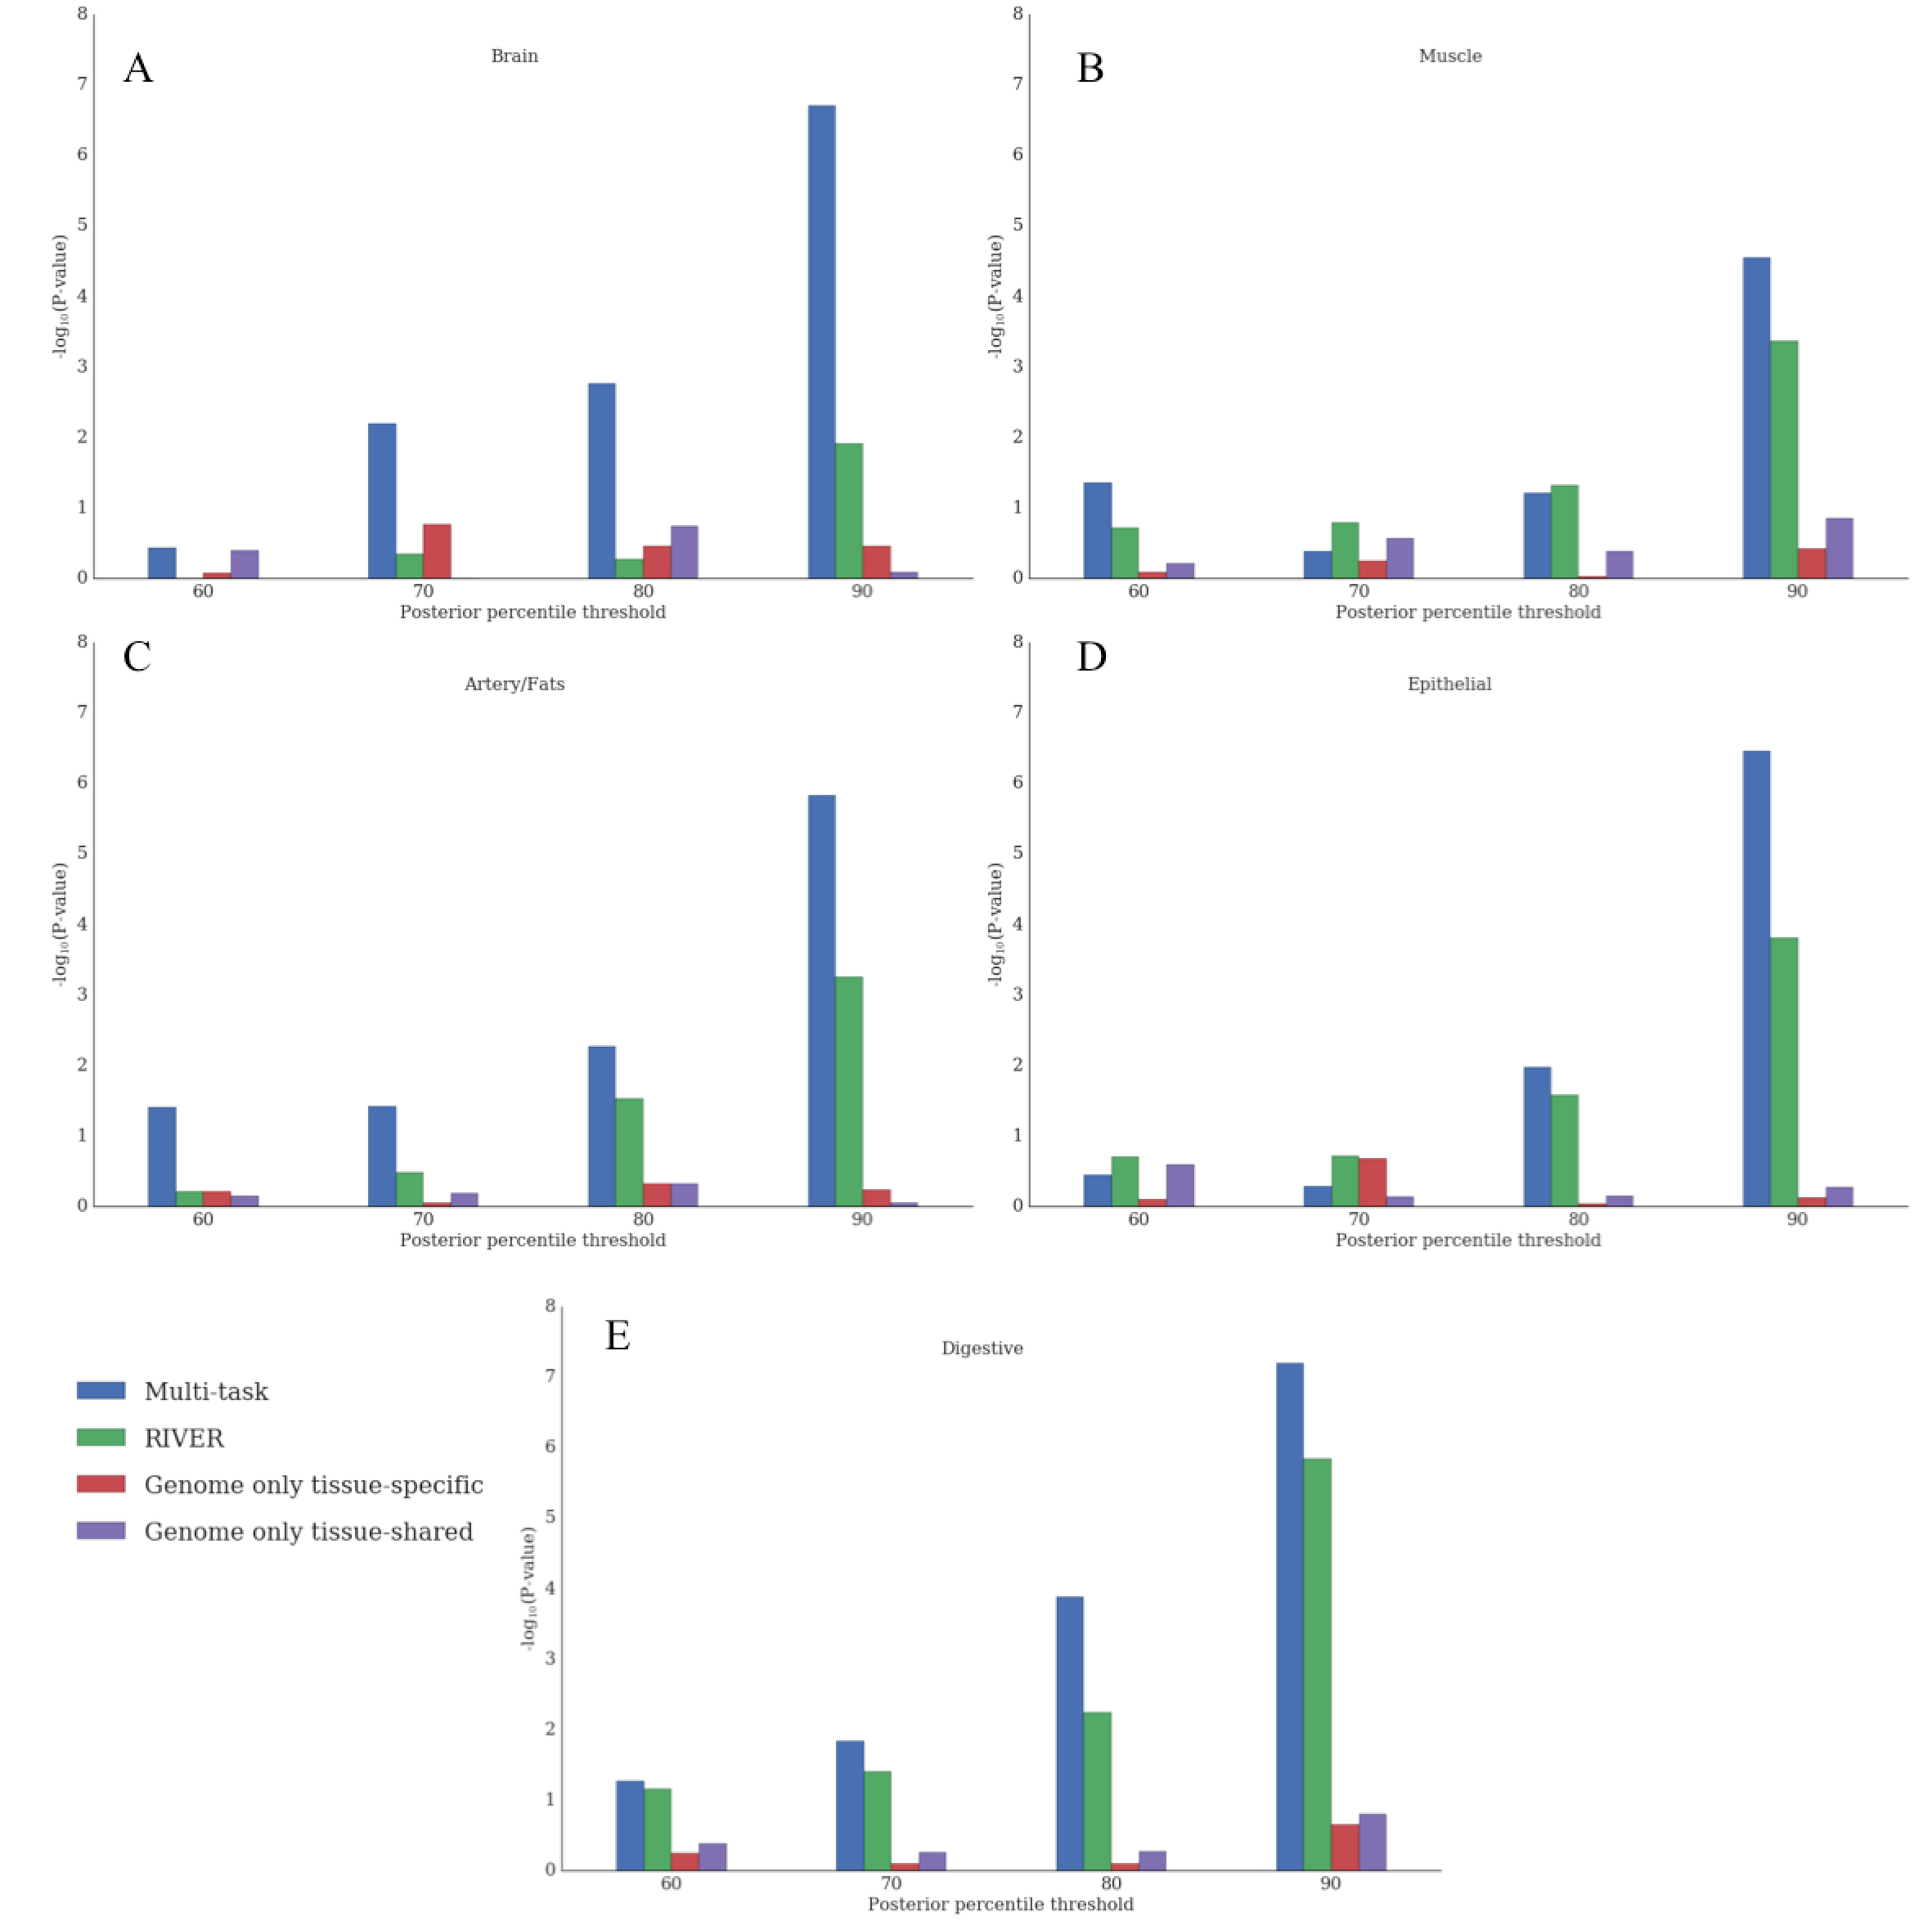 A
Brain
8
7
6
5
4
3
2
1
0
-log10(P-value)
60 70 80 90
Posterior percentile threshold
B
Muscle
8
7
6
5
4
3
2
1
0
-log10(P-value)
60 70 80 90
Posterior percentile threshold
C
Artery/Fats
8
7
6
5
4
3
2
1
0
-log10(P-value)
60 70 80 90
Posterior percentile threshold
D
Epithelial
8
7
6
5
4
3
2
1
0
-log10(P-value)
60 70 80 90
Posterior percentile threshold
Multi-task
RIVER
Genome only tissue-specific
Genome only tissue-shared
E
Digestive
8
7
6
5
4
3
2
1
0
-log10(P-value)
60 70 80 90
Posterior percentile threshold